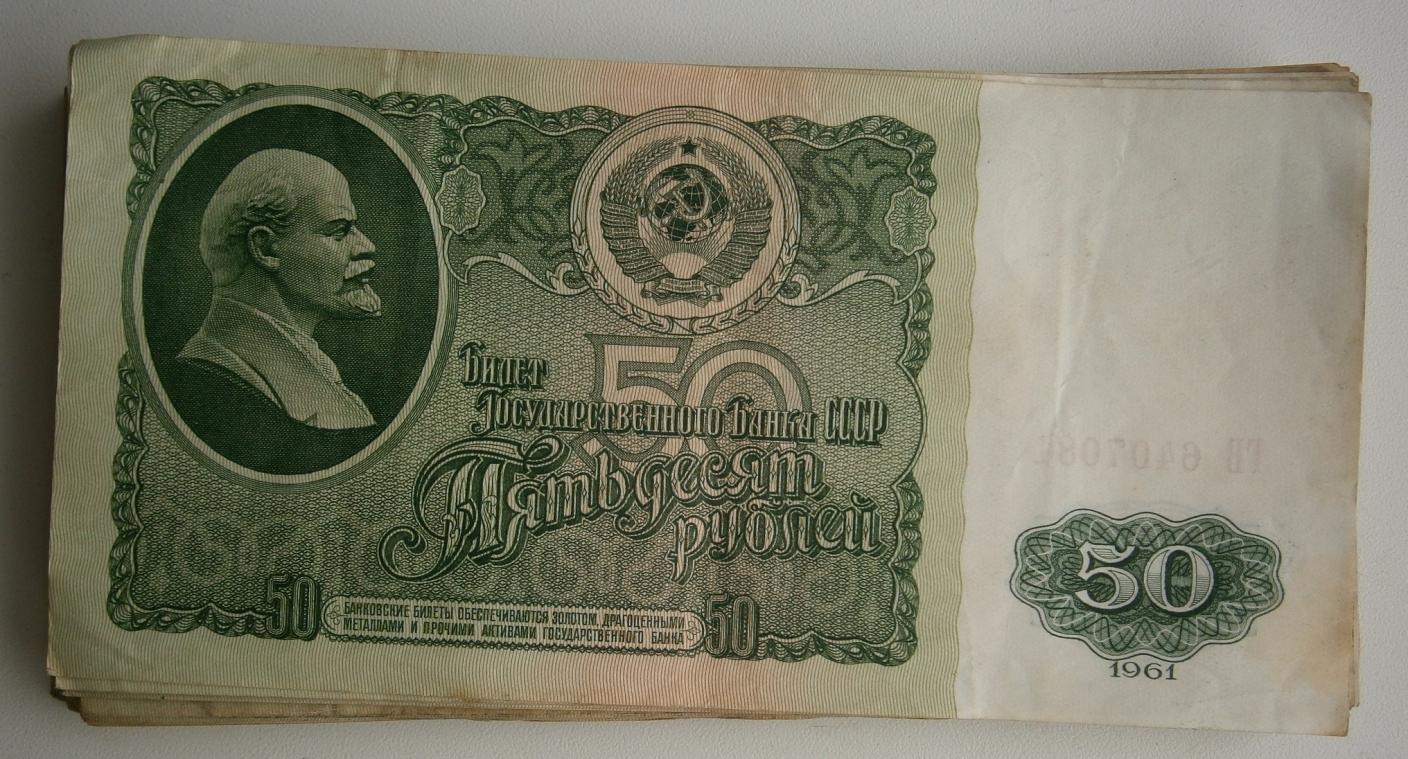 Билет
Государственного Банка СССР
50
Пятьдесят
рублей
50
БАНКОВСКИЕ БИЛЕТЫ ОБЕСПЕЧИВАЮТСЯ ЗОЛОТОМ, ДРАГОЦЕННЫМИ
МЕТАЛЛАМИ И ПРОЧИМИ АКТИВАМИ ГОСУДАРСТВЕННОГО БАНКА
50
50
1961